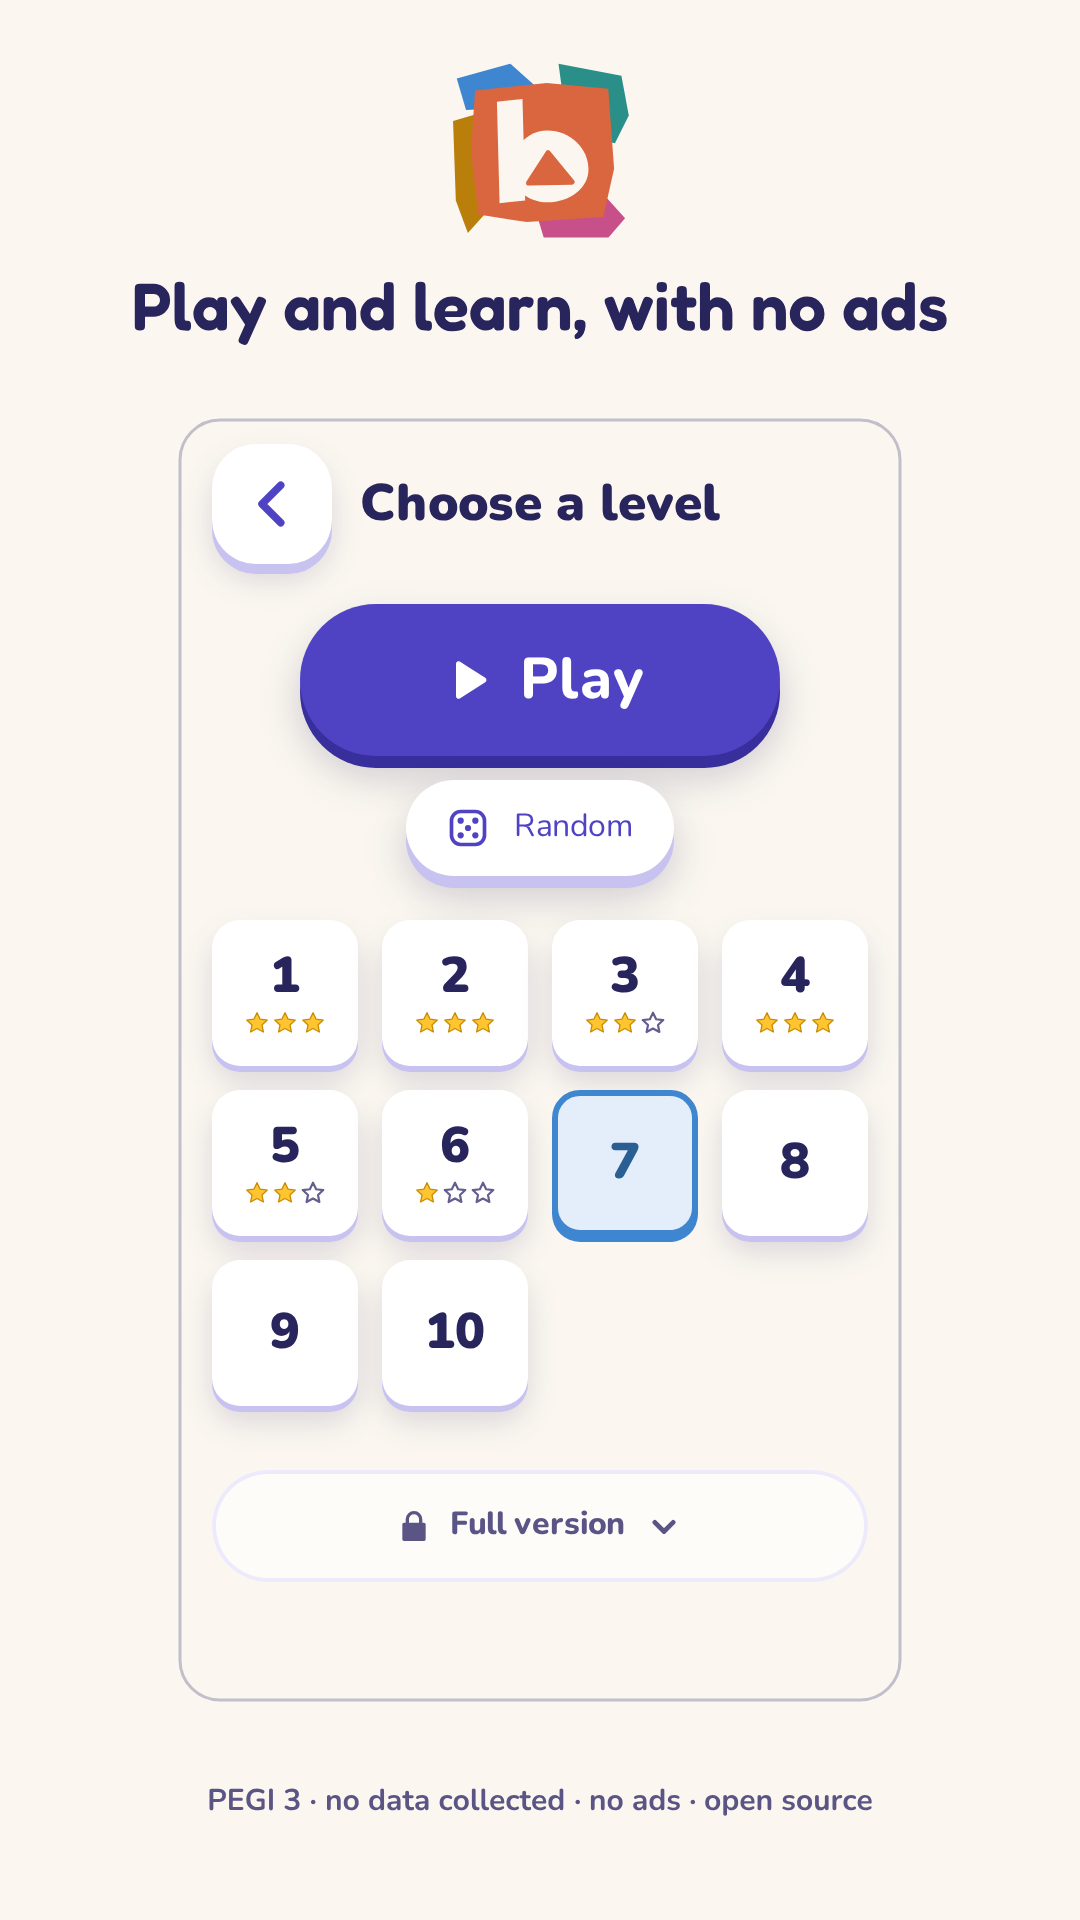 b
Play and learn, with no ads
Choose a level
Play
Random
1 2 3 4
5 6 7 8
9 10
Full version
PEGI 3 · no data collected · no ads · open source